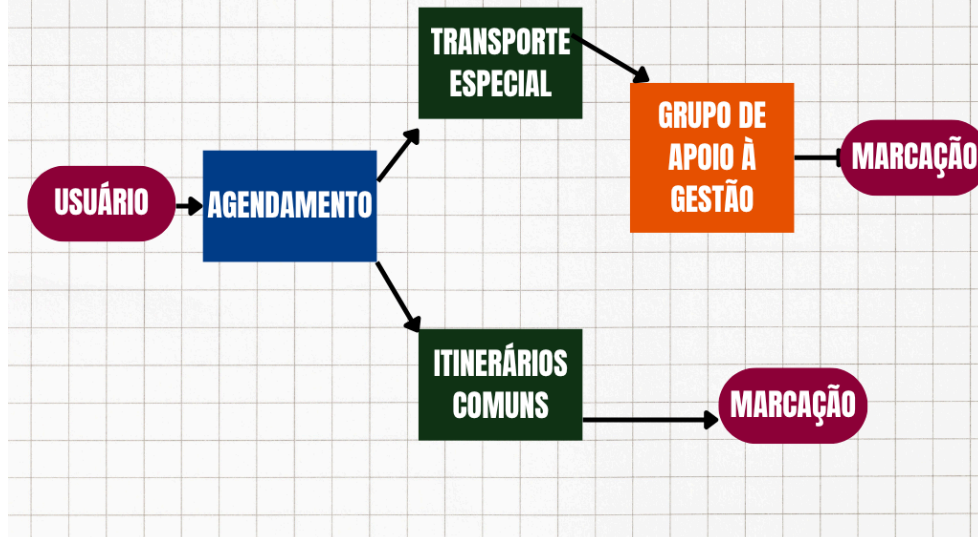 TRANSPORTE
ESPECIAL
GRUPO DE
APOIO À
GESTÃO
MARCAÇÃO
USUÁRIO
AGENDAMENTO
ITINERÁRIOS
COMUNS
MARCAÇÃO